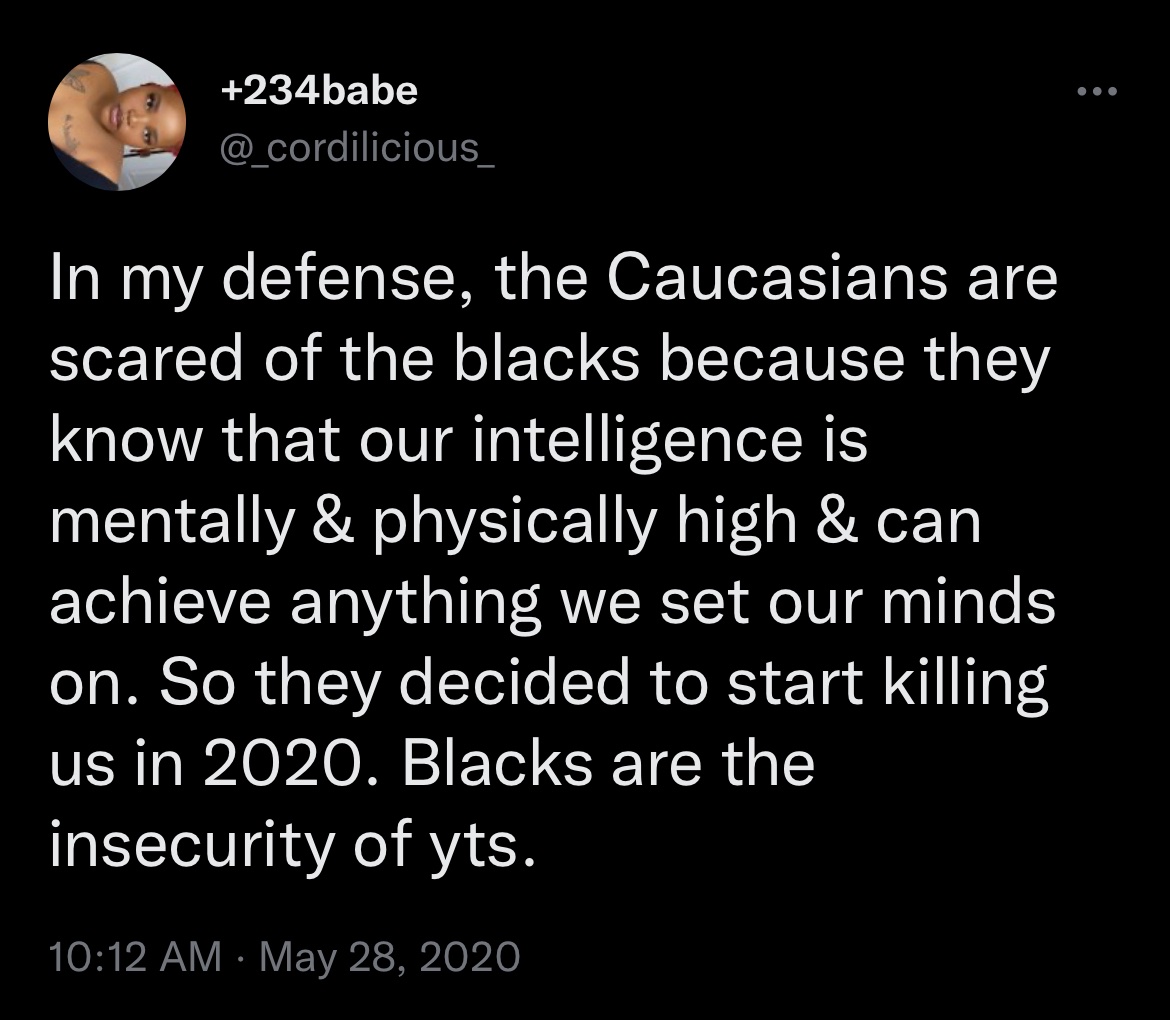 +234babe
@_cordilicious_
In my defense, the Caucasians are
scared of the blacks because they
know that our intelligence is
mentally & physically high & can
achieve anything we set our minds
on. So they decided to start killing
us in 2020. Blacks are the
insecurity of yts.
10:12 AM · May 28, 2020